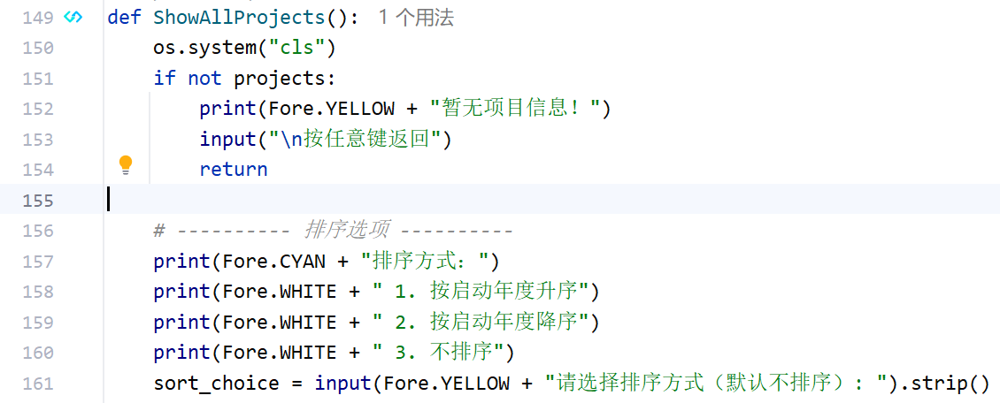 149 def ShowAllProjects(): 1 个用法
150 os.system("cls")
151 if not projects:
152 print(Fore.YELLOW + "暂无项目信息！")
153 input("\n按任意键返回")
154 return
155
156 # ---------- 排序选项 ----------
157 print(Fore.CYAN + "排序方式：")
158 print(Fore.WHITE + " 1. 按启动年度升序")
159 print(Fore.WHITE + " 2. 按启动年度降序")
160 print(Fore.WHITE + " 3. 不排序")
161 sort_choice = input(Fore.YELLOW + "请选择排序方式（默认不排序）: ").strip()